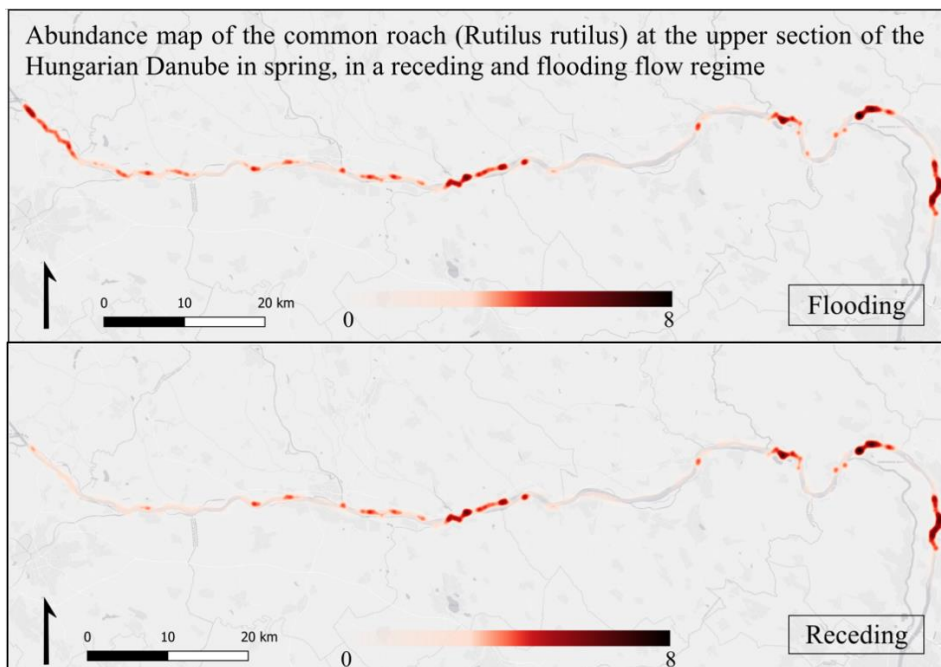 Abundance map of the common roach (Rutilus rutilus) at the upper section of the
Hungarian Danube in spring, in a receding and flooding flow regime
0 10 20 km
0 8
Flooding
0 10 20 km
0 8
Receding